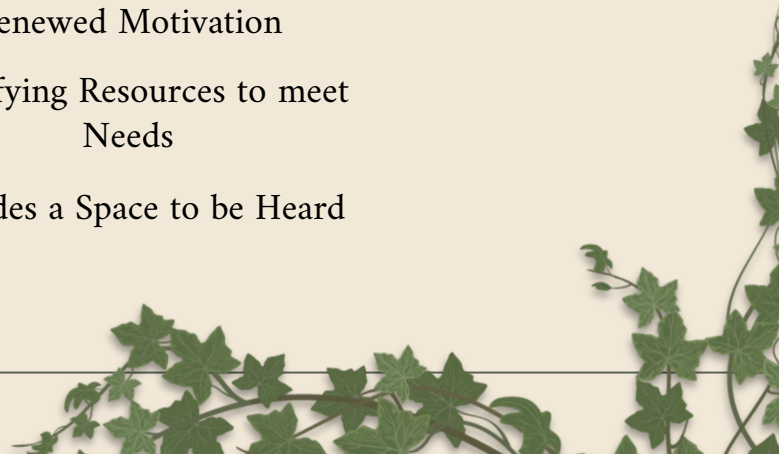 enewed Motivation
fying Resources to meet
Needs
des a Space to be Heard